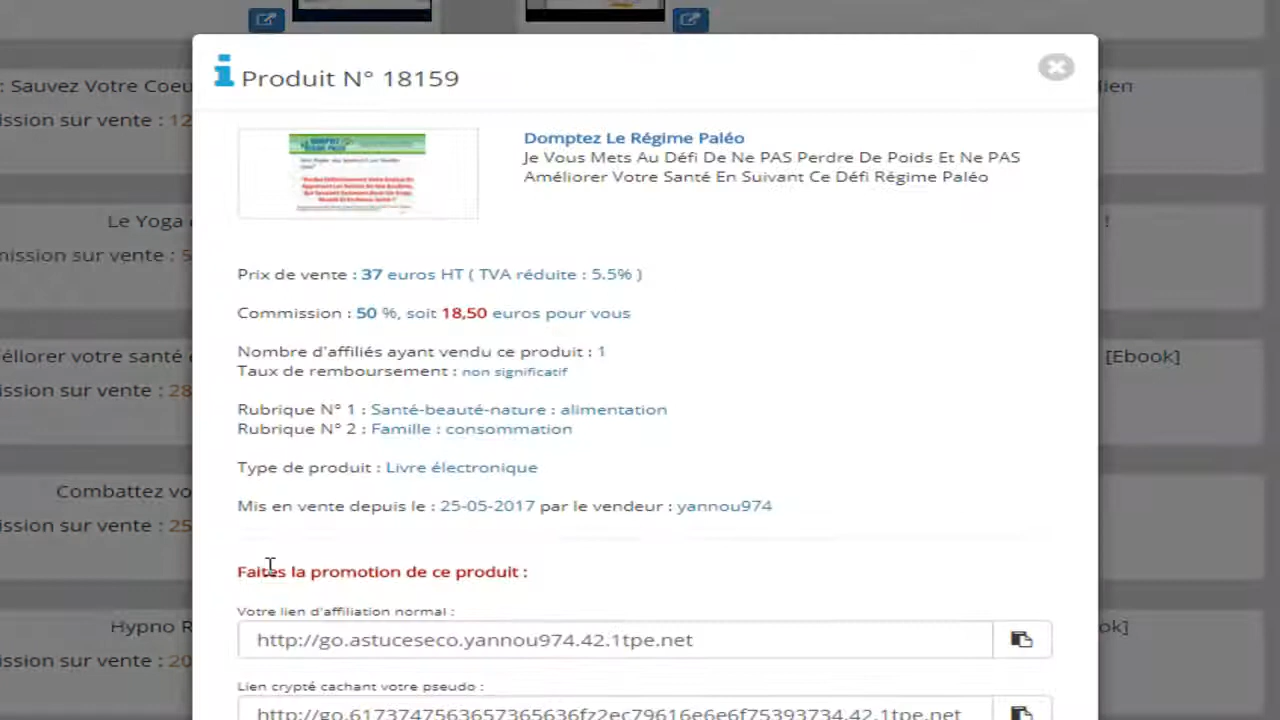 : Sauvez Votre Coeu
lien
ission sur vente : 12
Le Yoga
!
mission sur vente : 5
éliorer votre santé
[Ebook]
ission sur vente : 28
Combattez vo
ission sur vente : 25
Hypno R
ok]
ission sur vente : 20
Produit N° 18159
Domptez Le Régime Paléo
Je Vous Mets Au Défi De Ne PAS Perdre De Poids Et Ne PAS
Améliorer Votre Santé En Suivant Ce Défi Régime Paléo
Prix de vente : 37 euros HT ( TVA réduite : 5.5% )
Commission : 50 %, soit 18,50 euros pour vous
Nombre d'affiliés ayant vendu ce produit : 1
Taux de remboursement : non significatif
Rubrique N° 1 : Santé-beauté-nature : alimentation
Rubrique N° 2 : Famille : consommation
Type de produit : Livre électronique
Mis en vente depuis le : 25-05-2017 par le vendeur : yannou974
Faites la promotion de ce produit :
Votre lien d'affiliation normal :
http://go.astuceseco.yannou974.42.1tpe.net
Lien crypté cachant votre pseudo :
http://go.6173747563657365636fz2ec79616e6e6f75393734.42.1tpe.net